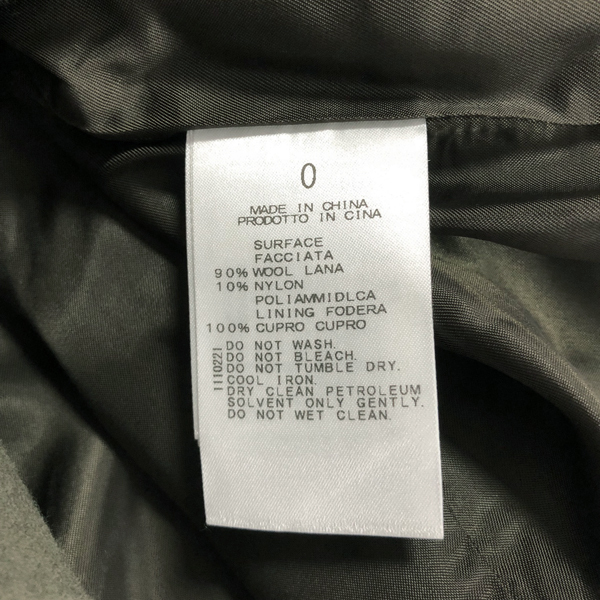 0
MADE IN CHINA
PRODOTTO IN CINA
SURFACE
FACCIATA
90% WOOL LANA
10% NYLON
POLIAMMIDLCA
LINING FODERA
100% CUPRO CUPRO
DO NOT WASH.
DO NOT BLEACH.
DO NOT TUMBLE DRY.
COOL IRON.
DRY CLEAN PETROLEUM
SOLVENT ONLY GENTLY.
DO NOT WET CLEAN.
1110221